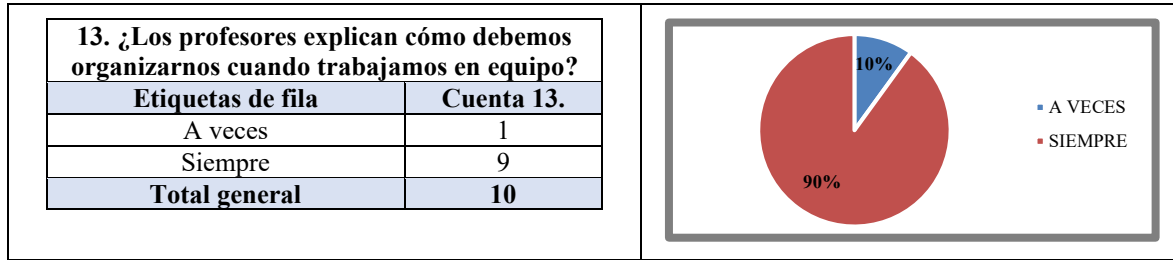 13. ¿Los profesores explican cómo debemos
organizarnos cuando trabajamos en equipo?
Etiquetas de fila Cuenta 13.
A veces 1
Siempre 9
Total general 10
10%
90%
A VECES
SIEMPRE